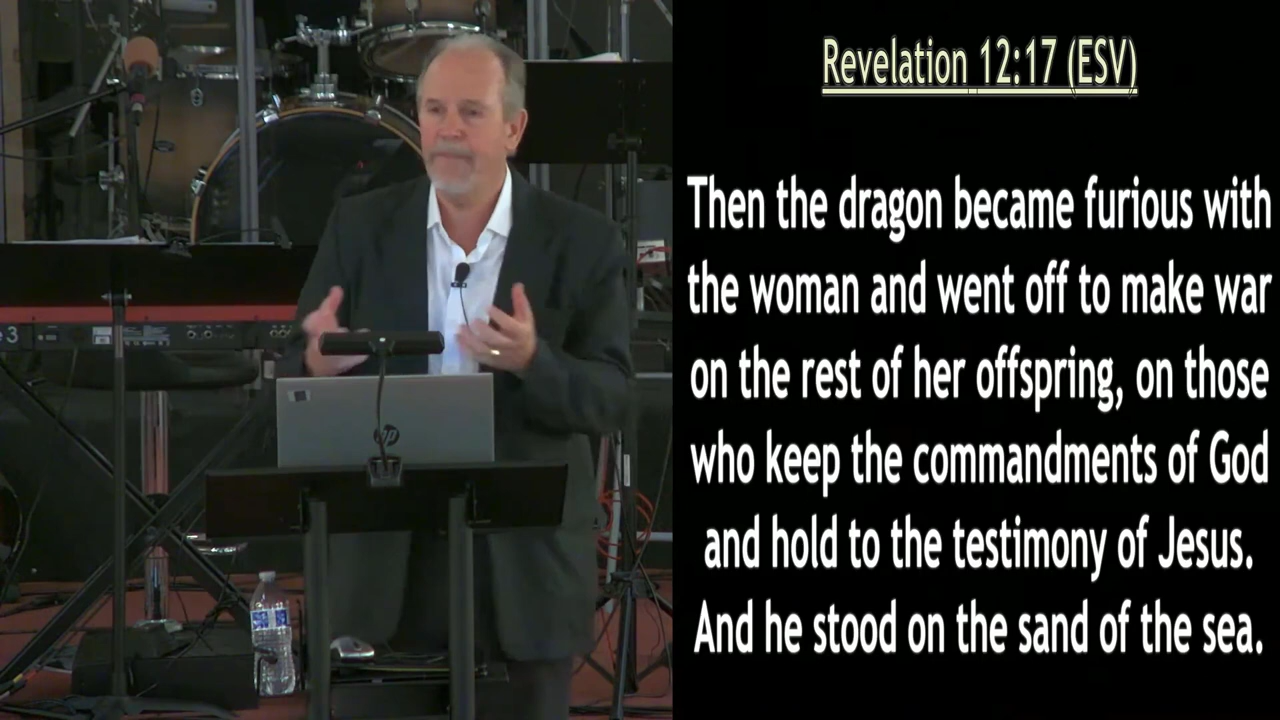 Revelation 12:17 (ESV)
Then the dragon became furious with
the woman and went off to make war
on the rest of her offspring, on those
who keep the commandments of God
and hold to the testimony of Jesus.
And he stood on the sand of the sea.
hp
3